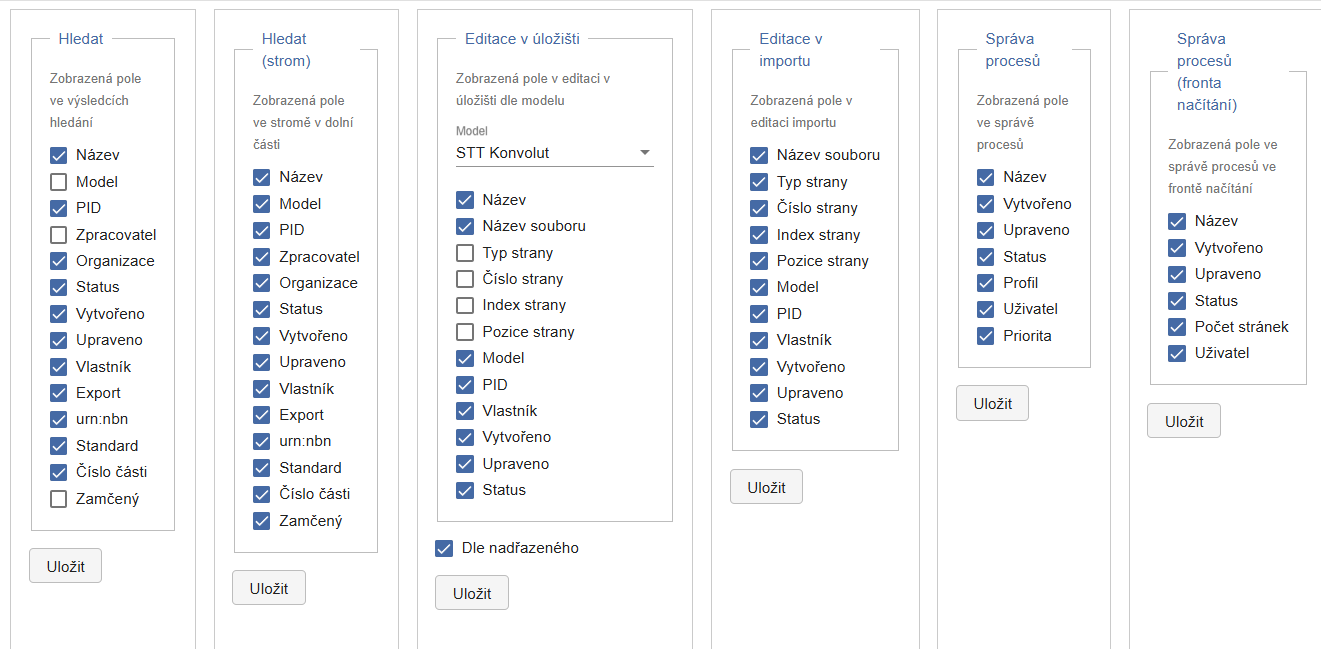 Hledat
Zobrazená pole
ve výsledcích
hledání
Název
Model
PID
Zpracovatel
Organizace
Status
Vytvořeno
Upraveno
Vlastník
Export
urn:nbn
Standard
Číslo části
Zamčený
Uložit
Hledat
(strom)
Zobrazená pole
ve stromě v dolní
části
Název
Model
PID
Zpracovatel
Organizace
Status
Vytvořeno
Upraveno
Vlastník
Export
urn:nbn
Standard
Číslo části
Zamčený
Uložit
Editace v úložišti
Zobrazená pole v editaci v
úložišti dle modelu
Model
STT Konvolut
Název
Název souboru
Typ strany
Číslo strany
Index strany
Pozice strany
Model
PID
Vlastník
Vytvořeno
Upraveno
Status
Dle nadřazeného
Uložit
Editace v
importu
Zobrazená pole v
editaci importu
Název souboru
Typ strany
Číslo strany
Index strany
Pozice strany
Model
PID
Vlastník
Vytvořeno
Upraveno
Status
Uložit
Správa
procesů
Zobrazená pole
ve správě
procesů
Název
Vytvořeno
Upraveno
Status
Profil
Uživatel
Priorita
Uložit
Správa
procesů
(fronta
načítání)
Zobrazená pole ve
správě procesů ve
frontě načítání
Název
Vytvořeno
Upraveno
Status
Počet stránek
Uživatel
Uložit